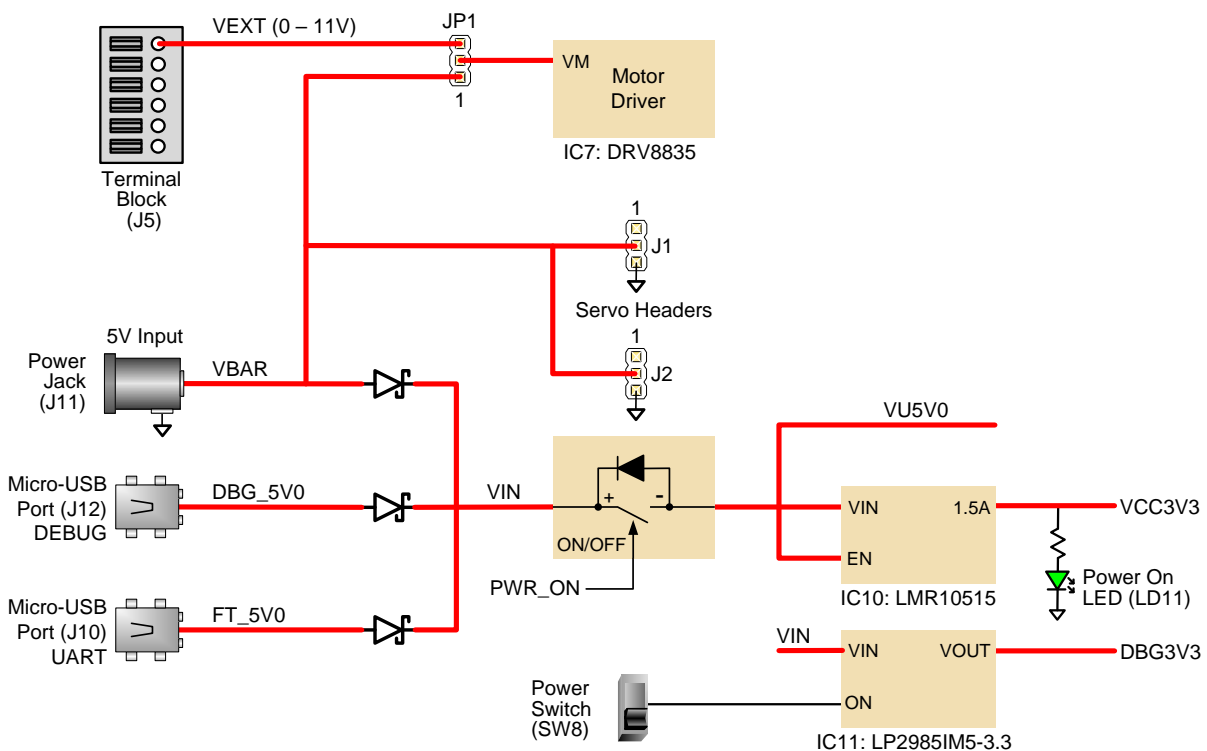 VEXT (0 – 11V)
JP1
1
VM
Motor
Driver
IC7: DRV8835
Terminal
Block
(J5)
1
J1
Servo Headers
1
J2
5V Input
Power
Jack
(J11)
VBAR
Micro-USB
Port (J12)
DEBUG
DBG_5V0
VIN
+
-
ON/OFF
PWR_ON
VU5V0
VIN
1.5A
EN
IC10: LMR10515
VCC3V3
Power On
LED (LD11)
Micro-USB
Port (J10)
UART
FT_5V0
VIN
VIN
VOUT
ON
DBG3V3
IC11: LP2985IM5-3.3
Power
Switch
(SW8)